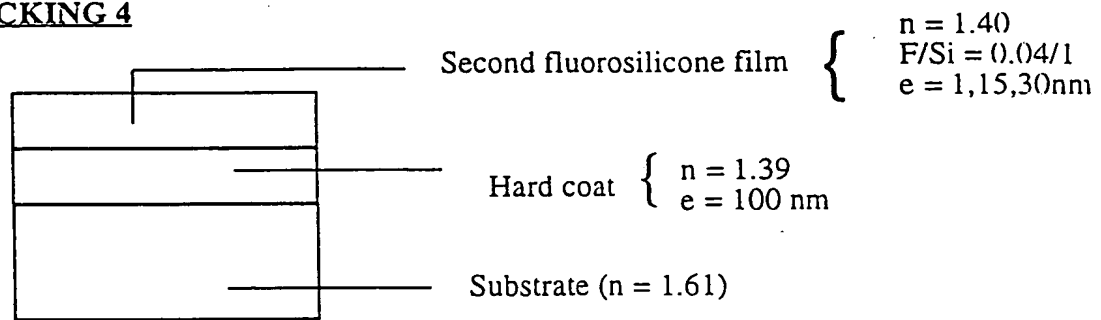 CKING 4
Second fluorosilicone film { n = 1.40
F/Si = 0.04/1
e = 1,15,30nm
Hard coat { n = 1.39
e = 100 nm
Substrate (n = 1.61)